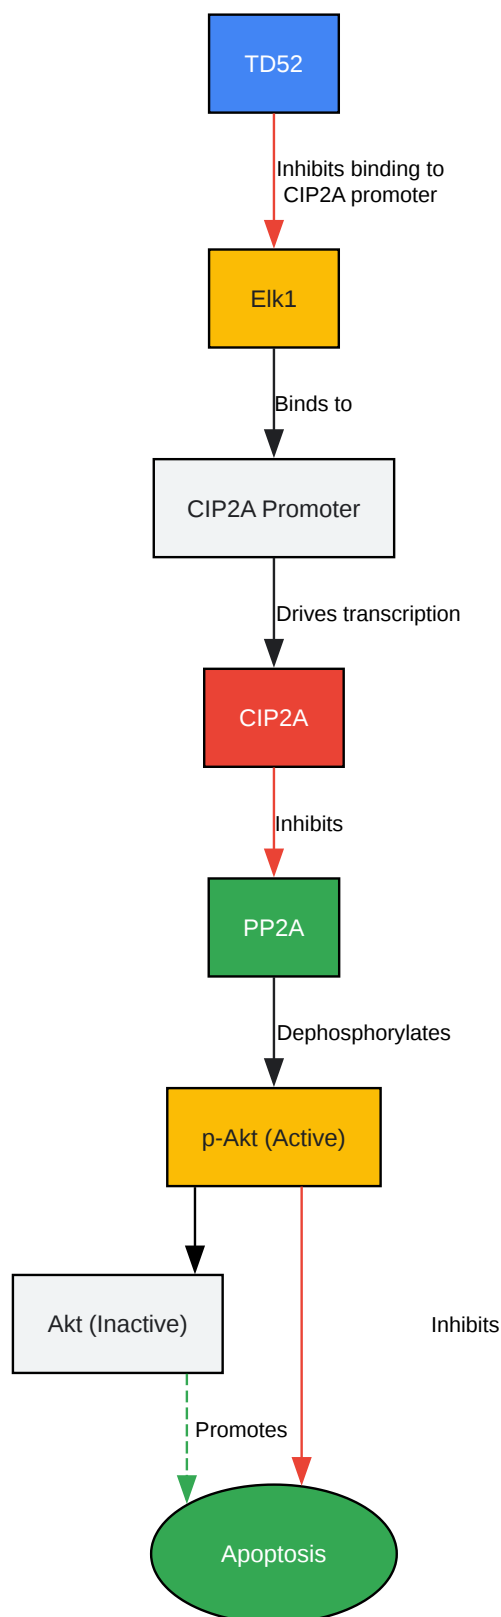 TD52
Inhibits binding to
CIP2A promoter
Elk1
Binds to
CIP2A Promoter
Drives transcription
CIP2A
Inhibits
PP2A
Dephosphorylates
p-Akt (Active)
Akt (Inactive)
Inhibits
Promotes
Apoptosis